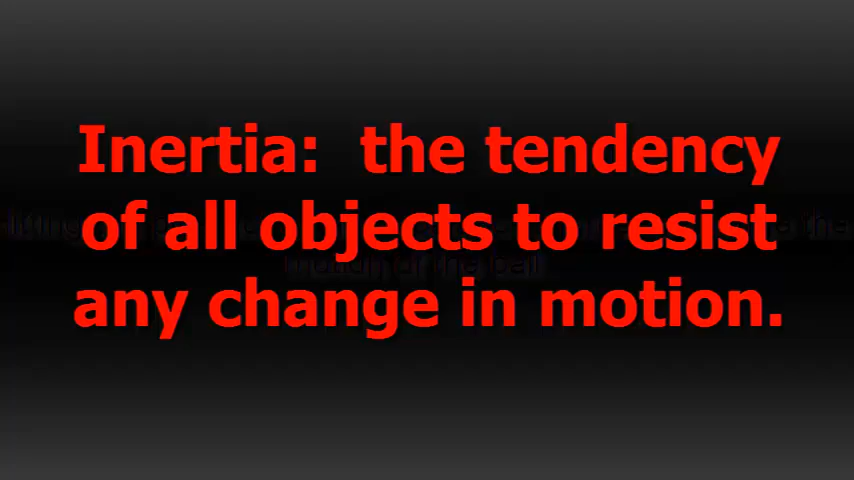 Inertia:  the tendency
of all objects to resist
any change in motion.